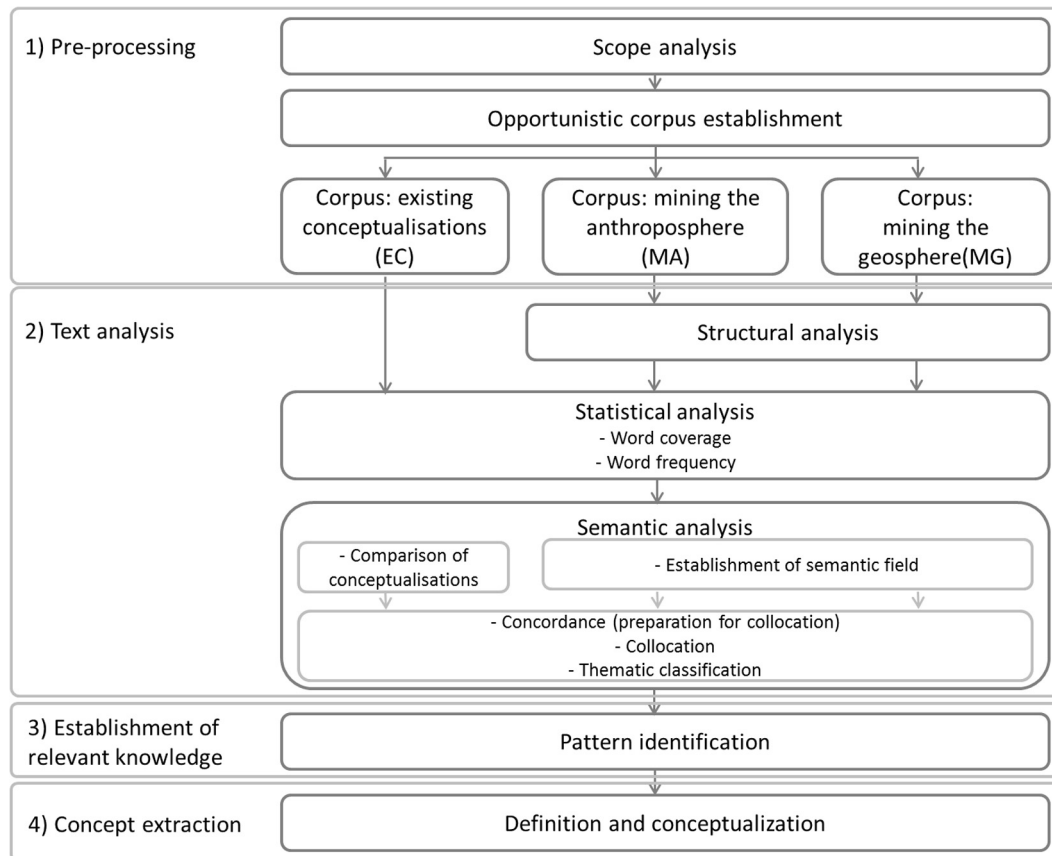 1) Pre-processing
Scope analysis
Opportunistic corpus establishment
Corpus: existing
conceptualisations
(EC)
Corpus: mining the
anthroposphere
(MA)
Corpus:
mining the
geosphere(MG)
2) Text analysis
Structural analysis
Statistical analysis
- Word coverage
- Word frequency
Semantic analysis
- Comparison of
conceptualisations
- Establishment of semantic field
- Concordance (preparation for collocation)
- Collocation
- Thematic classification
3) Establishment of
relevant knowledge
Pattern identification
4) Concept extraction
Definition and conceptualization